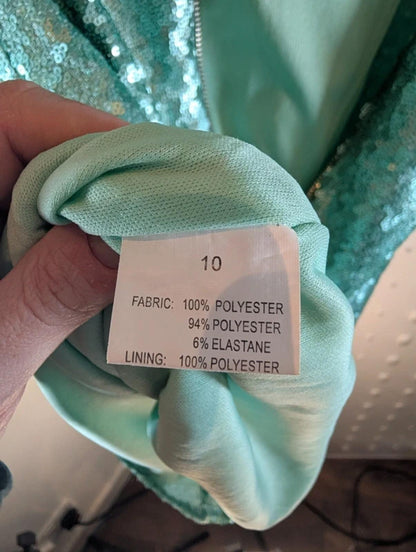 10
FABRIC: 100% POLYESTER
94% POLYESTER
6% ELASTANE
LINING: 100% POLYESTER